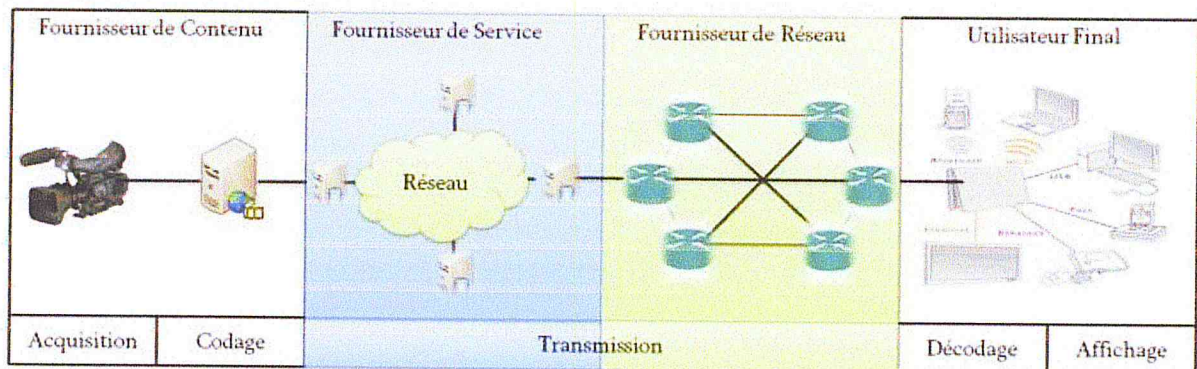 Fournisseur de Contenu
Fournisseur de Service
Fournisseur de Réseau
Utilisateur Final
Réseau
Acquisition
Codage
Transmission
Décodage
Affichage